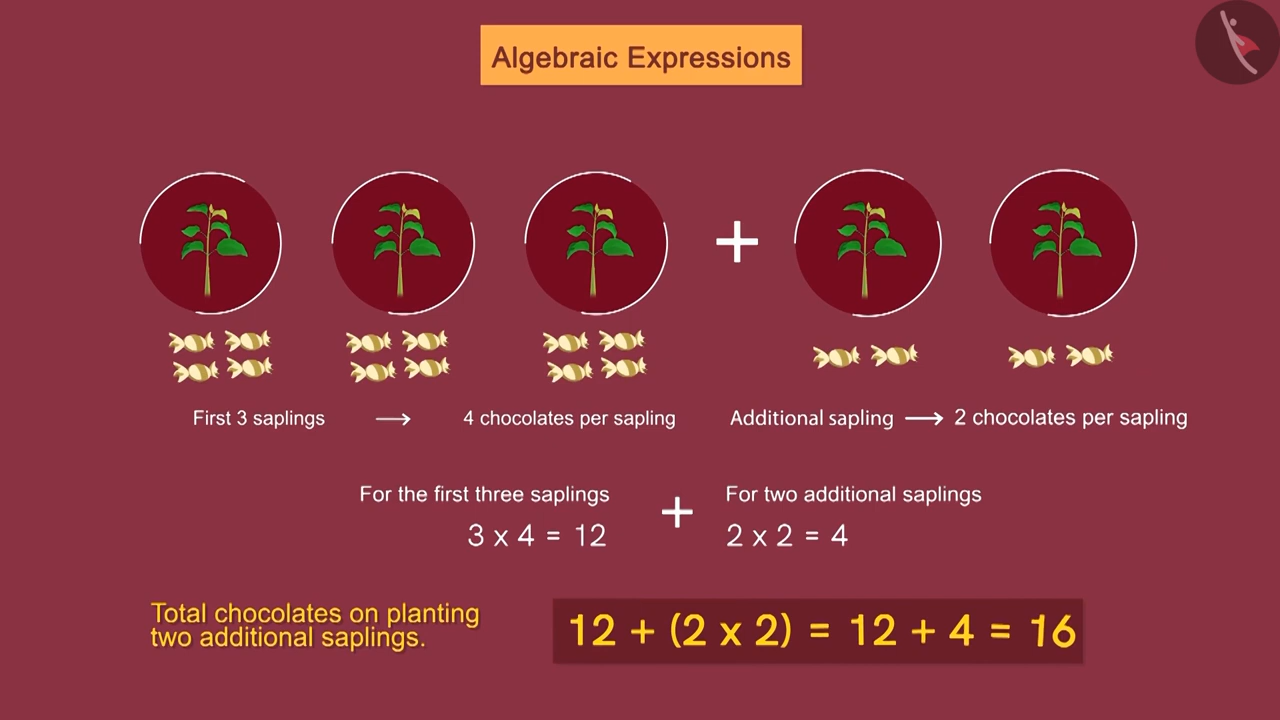 Algebraic Expressions
+
First 3 saplings → 4 chocolates per sapling
Additional sapling → 2 chocolates per sapling
For the first three saplings + For two additional saplings
3 x 4 = 12
2 x 2 = 4
Total chocolates on planting
two additional saplings.
12 + (2 x 2) = 12 + 4 = 16